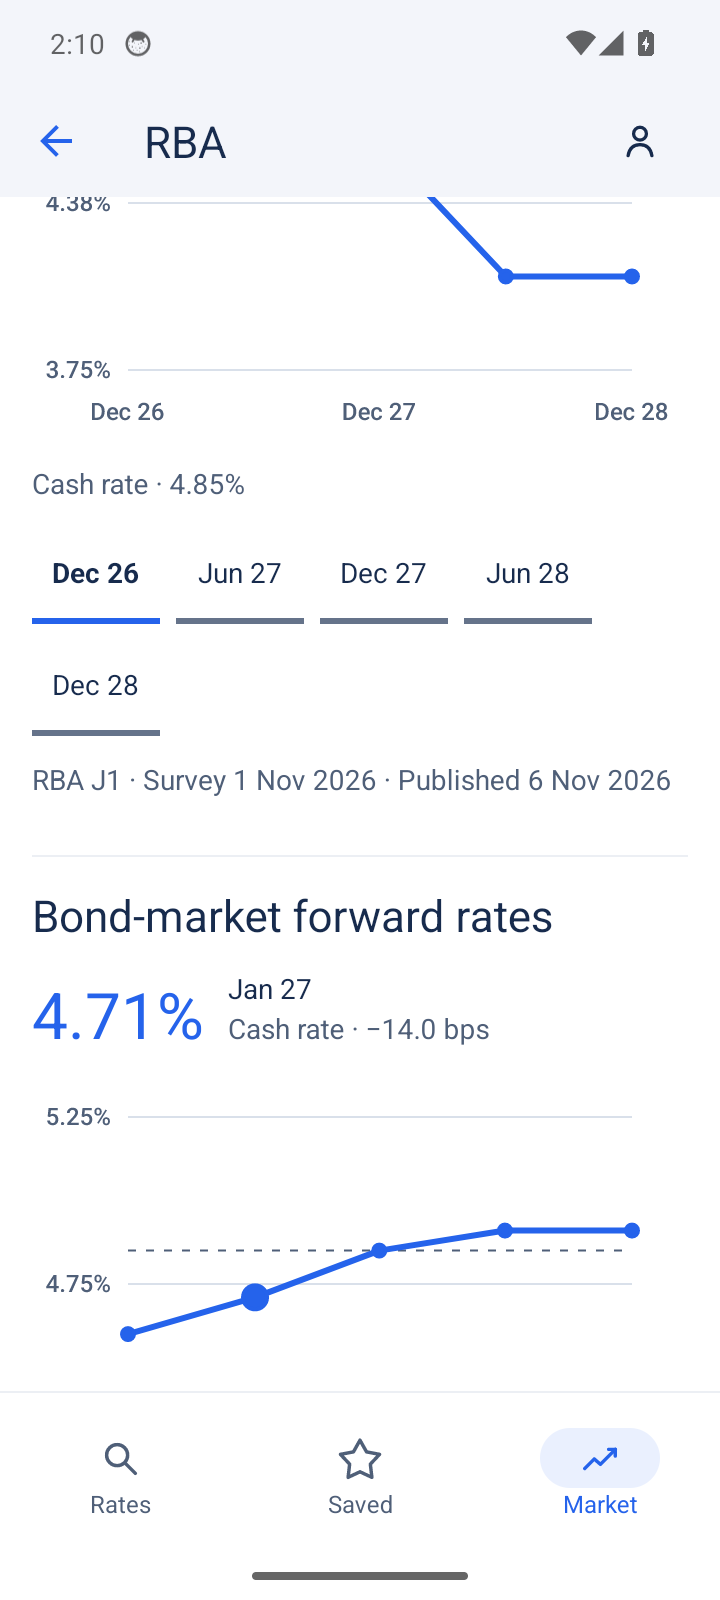 2:10
RBA
4.38%
3.75%
Dec 26 Dec 27 Dec 28
Cash rate · 4.85%
Dec 26 Jun 27 Dec 27 Jun 28
Dec 28
RBA J1 · Survey 1 Nov 2026 · Published 6 Nov 2026
Bond-market forward rates
4.71% Jan 27
Cash rate · −14.0 bps
5.25%
4.75%
Rates Saved Market